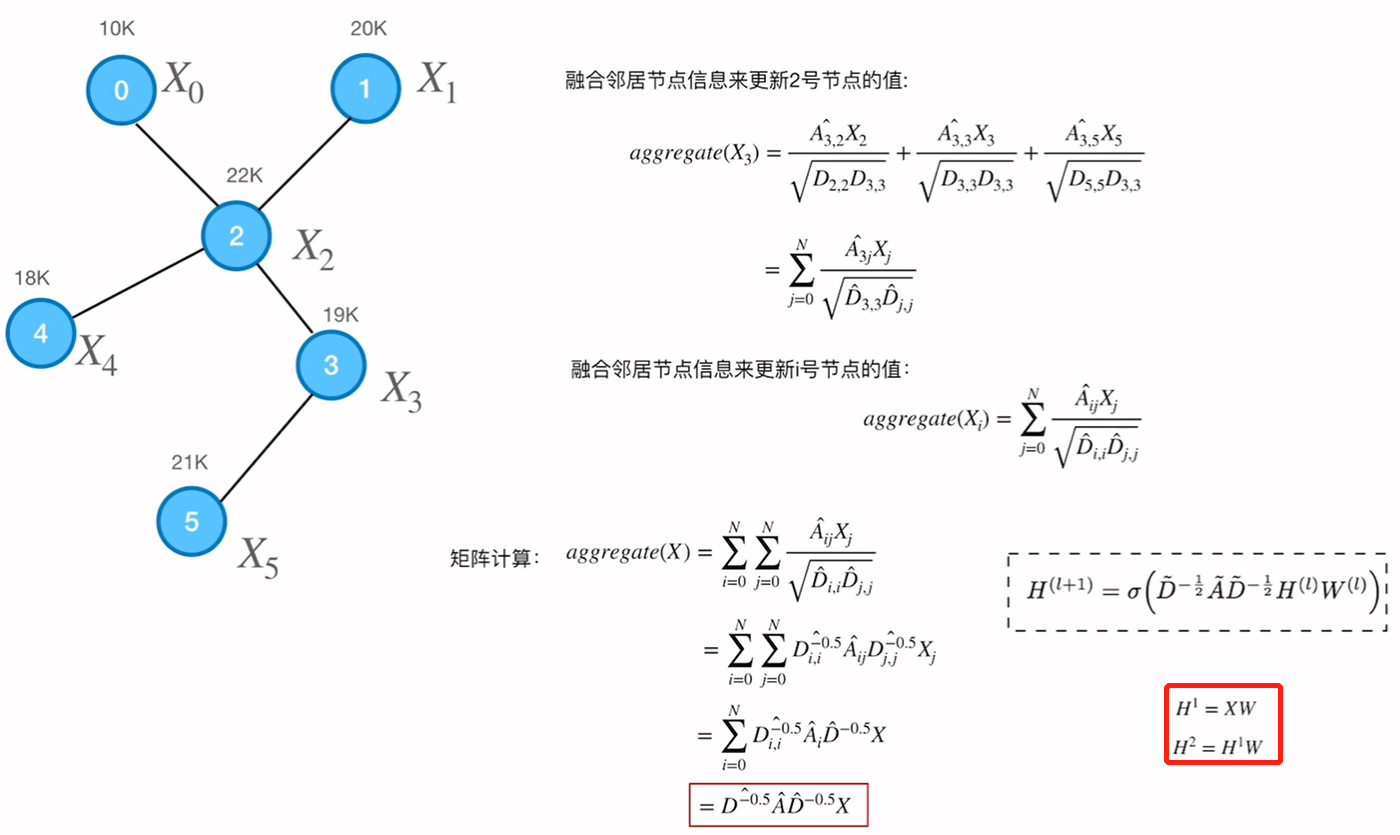 10K
20K
0
X_0
1
X_1
融合邻居节点信息来更新2号节点的值:
aggregate(X_3) = \frac{\hat{A_{3,2}}X_2}{\sqrt{D_{2,2}D_{3,3}}} + \frac{\hat{A_{3,3}}X_3}{\sqrt{D_{3,3}D_{3,3}}} + \frac{\hat{A_{3,5}}X_5}{\sqrt{D_{5,5}D_{3,3}}}
22K
2
X_2
= \sum_{j=0}^{N} \frac{\hat{A_{3j}}X_j}{\sqrt{\hat{D}_{3,3}\hat{D}_{j,j}}}
18K
4
X_4
19K
3
X_3
融合邻居节点信息来更新i号节点的值：
aggregate(X_i) = \sum_{j=0}^{N} \frac{\hat{A}_{ij}X_j}{\sqrt{\hat{D}_{i,i}\hat{D}_{j,j}}}
21K
5
X_5
矩阵计算： aggregate(X) = \sum_{i=0}^{N} \sum_{j=0}^{N} \frac{\hat{A}_{ij}X_j}{\sqrt{\hat{D}_{i,i}\hat{D}_{j,j}}}
H^{(l+1)} = \sigma\left(\tilde{D}^{-\frac{1}{2}}\tilde{A}\tilde{D}^{-\frac{1}{2}}H^{(l)}W^{(l)}\right)
= \sum_{i=0}^{N} \sum_{j=0}^{N} \hat{D_{i,i}^{-0.5}}\hat{A}_{ij}\hat{D_{j,j}^{-0.5}}X_j
= \sum_{i=0}^{N} \hat{D_{i,i}^{-0.5}}\hat{A}_i\hat{D}^{-0.5}X
H^1 = XW
H^2 = H^1W
= \hat{D^{-0.5}}\hat{A}\hat{D}^{-0.5}X